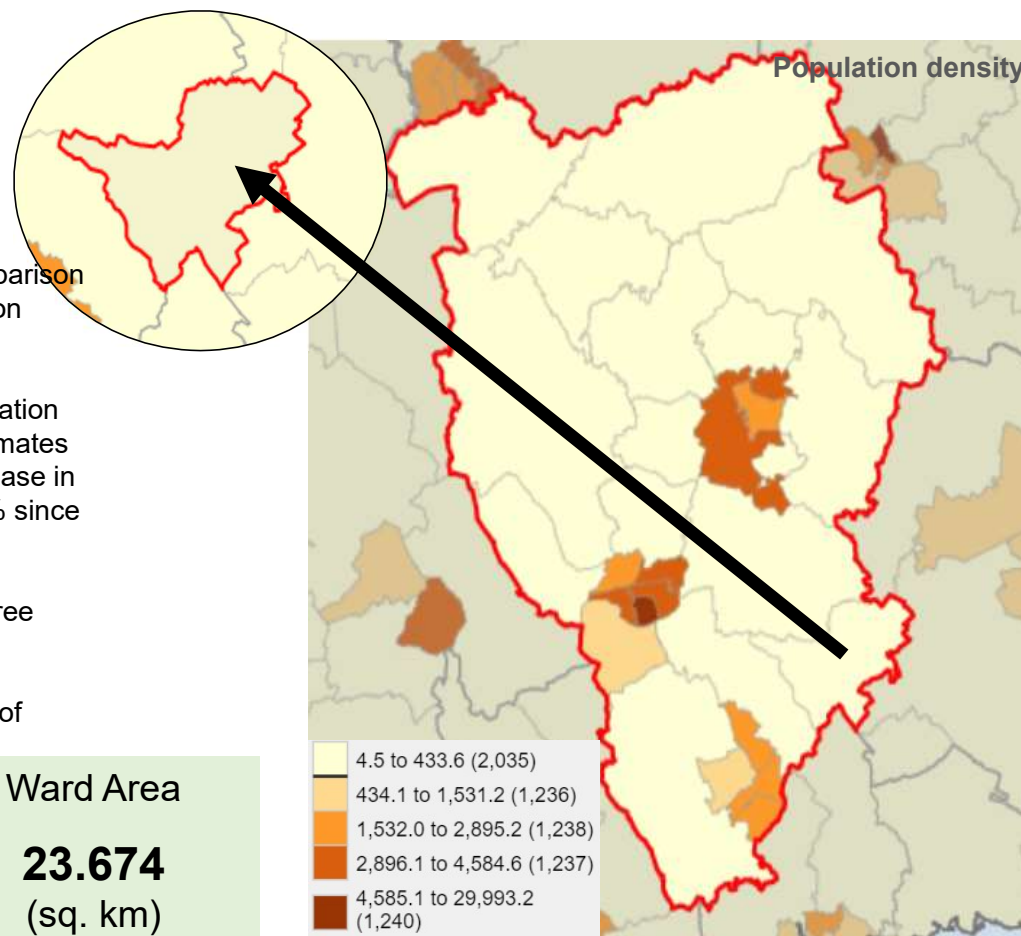 Population density
parison
on
ation
mates
ase in
% since
ree
of
Ward Area
23.674
(sq. km)
4.5 to 433.6 (2,035)
434.1 to 1,531.2 (1,236)
1,532.0 to 2,895.2 (1,238)
2,896.1 to 4,584.6 (1,237)
4,585.1 to 29,993.2
(1,240)